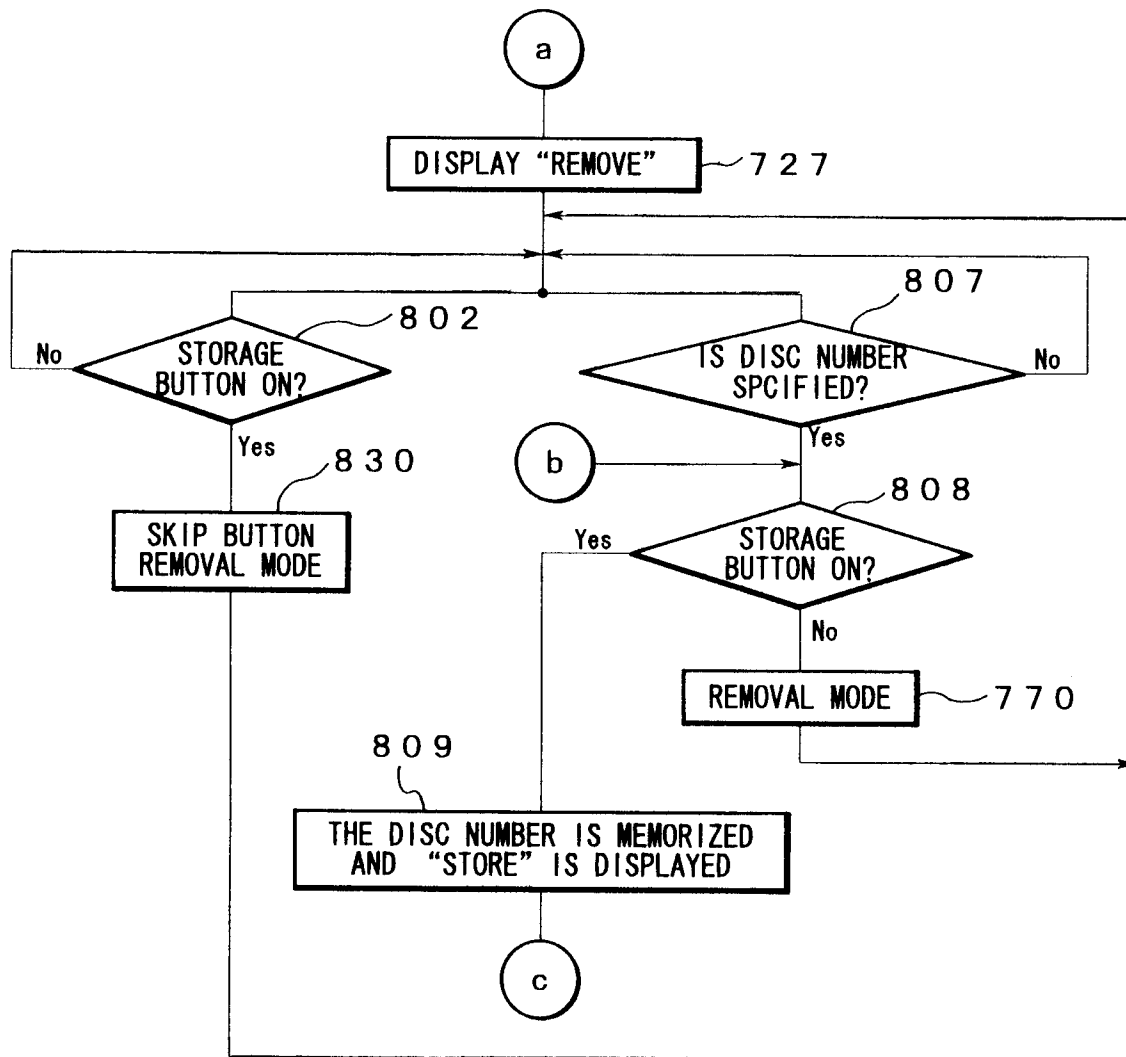 a
DISPLAY “REMOVE”
727
802
807
No
STORAGE
BUTTON ON?
IS DISC NUMBER
SPCIFIED?
No
Yes
Yes
830
b
808
SKIP BUTTON
REMOVAL MODE
Yes
STORAGE
BUTTON ON?
No
REMOVAL MODE
770
809
THE DISC NUMBER IS MEMORIZED
AND “STORE” IS DISPLAYED
c